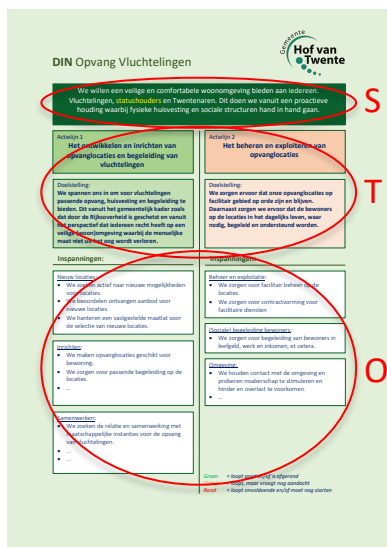 Gemeente
Hof van
Twente
DIN Opvang Vluchtelingen
We willen een veilige en comfortabele woonomgeving bieden aan iedereen.
Vluchtelingen, statushouders en Twentenaren. Dit doen we vanuit een proactieve
houding waarbij fysieke huisvesting en sociale structuren hand in hand gaan.
S
Actielijn 1
Het ontwikkelen en inrichten van
opvanglocaties en begeleiding van
vluchtelingen
Actielijn 2
Het beheren en exploiteren van
opvanglocaties
T
Doelstelling:
We spannen ons in om voor vluchtelingen
passende opvang, huisvesting en begeleiding te
bieden. Dit vanuit het gemeentelijk kader zoals
dat door de Rijksoverheid is geschetst en vanuit
het perspectief dat iedereen recht heeft op een
veilige (woon)omgeving waarbij de menselijke
maat niet uit het oog wordt verloren.
Doelstelling:
We zorgen ervoor dat onze opvanglocaties op
facilitair gebied op orde zijn en blijven.
Daarnaast zorgen we ervoor dat de bewoners
op de locaties in het dagelijks leven, waar
nodig, begeleid en ondersteund worden.
Inspanningen:
Inspanningen:
Nieuw locaties:
• We zoeken actief naar nieuwe mogelijkheden
voor locaties.
• We beoordelen ontvangen aanbod voor
nieuwe locaties.
• We hanteren een vastgestelde maatlat voor
de selectie van nieuwe locaties.
Inrichten:
• We maken opvanglocaties geschikt voor
bewoning.
• We zorgen voor passende begeleiding op de
locaties.
• ...
Samenwerken:
• We zoeken de relatie en samenwerking met
maatschappelijke instanties voor de opvang
van vluchtelingen.
• ...
• ...
Beheer en exploitatie:
• We zorgen voor facilitair beheer op de
locaties.
• We zorgen voor contractvorming voor
facilitaire diensten
(Sociale) begeleiding bewoners:
• We zorgen voor begeleiding van bewoners in
leefgeld, werk en inkomen, et cetera.
Omgeving:
• We houden contact met de omgeving en
proberen noaberschap te stimuleren en
hinder en overlast te voorkomen.
• ...
O
Groen = loopt goed en/of is afgerond
= loopt, maar vraagt nog aandacht
Rood = loopt onvoldoende en/of moet nog starten